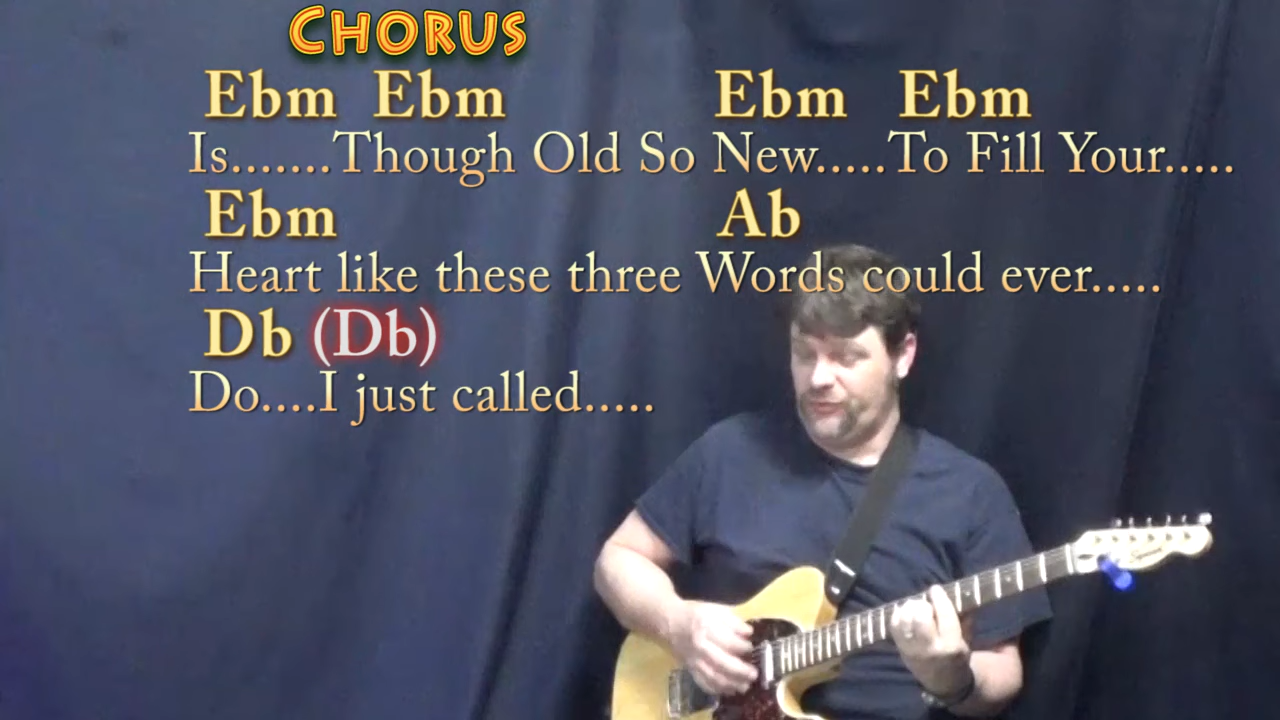 CHORUS
Ebm Ebm Ebm Ebm
Is.......Though Old So New.....To Fill Your.....
Ebm Ab
Heart like these three Words could ever.....
Db (Db)
Do....I just called.....
Squier